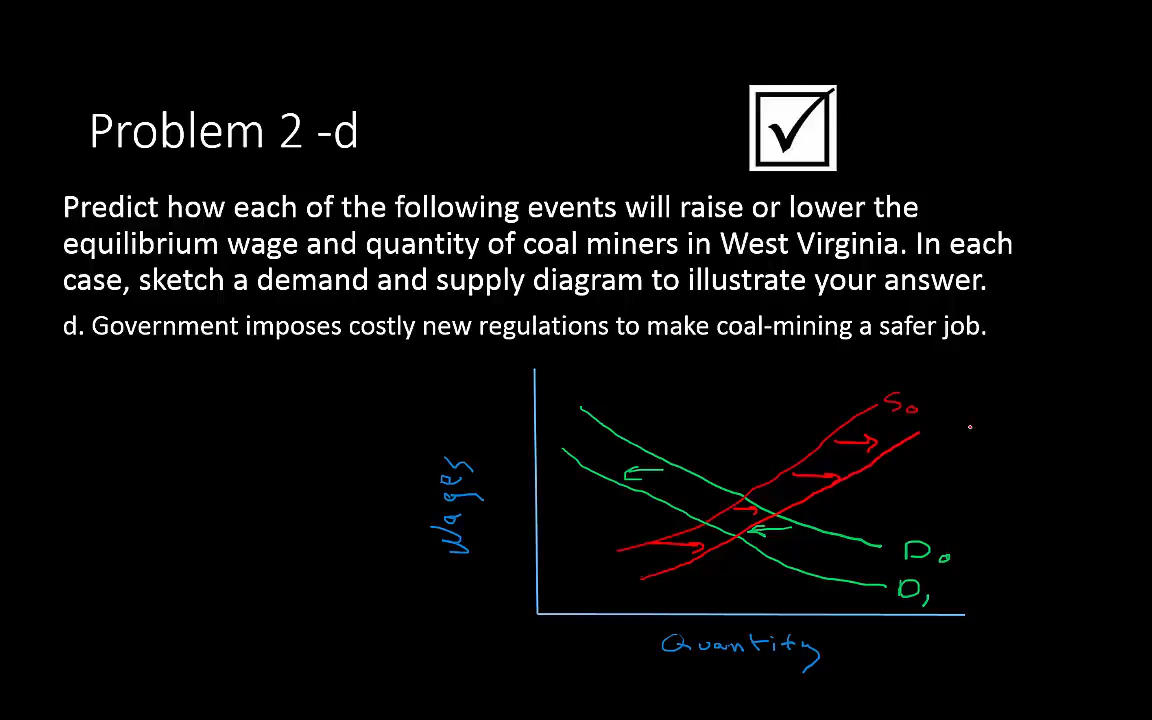 Problem 2 -d
Predict how each of the following events will raise or lower the
equilibrium wage and quantity of coal miners in West Virginia. In each
case, sketch a demand and supply diagram to illustrate your answer.
d. Government imposes costly new regulations to make coal-mining a safer job.
S0
Wages
D0
D1
Quantity